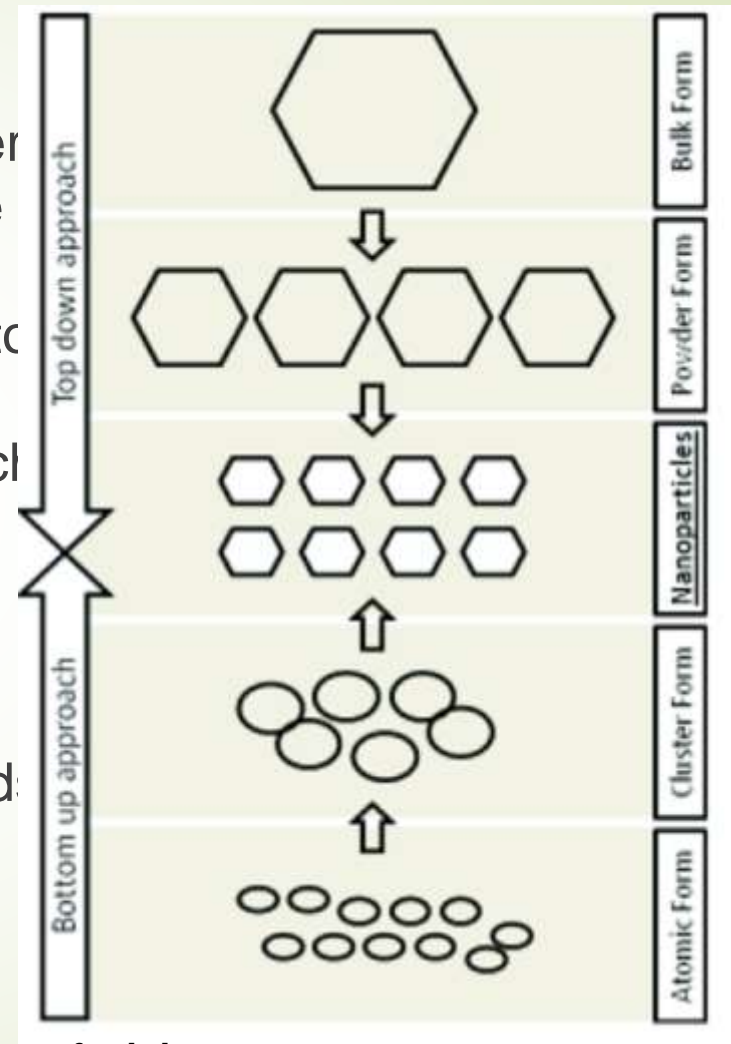 Top down approach
Bottom up approach
Bulk Form
Powder Form
Nanoparticles
Cluster Form
Atomic Form